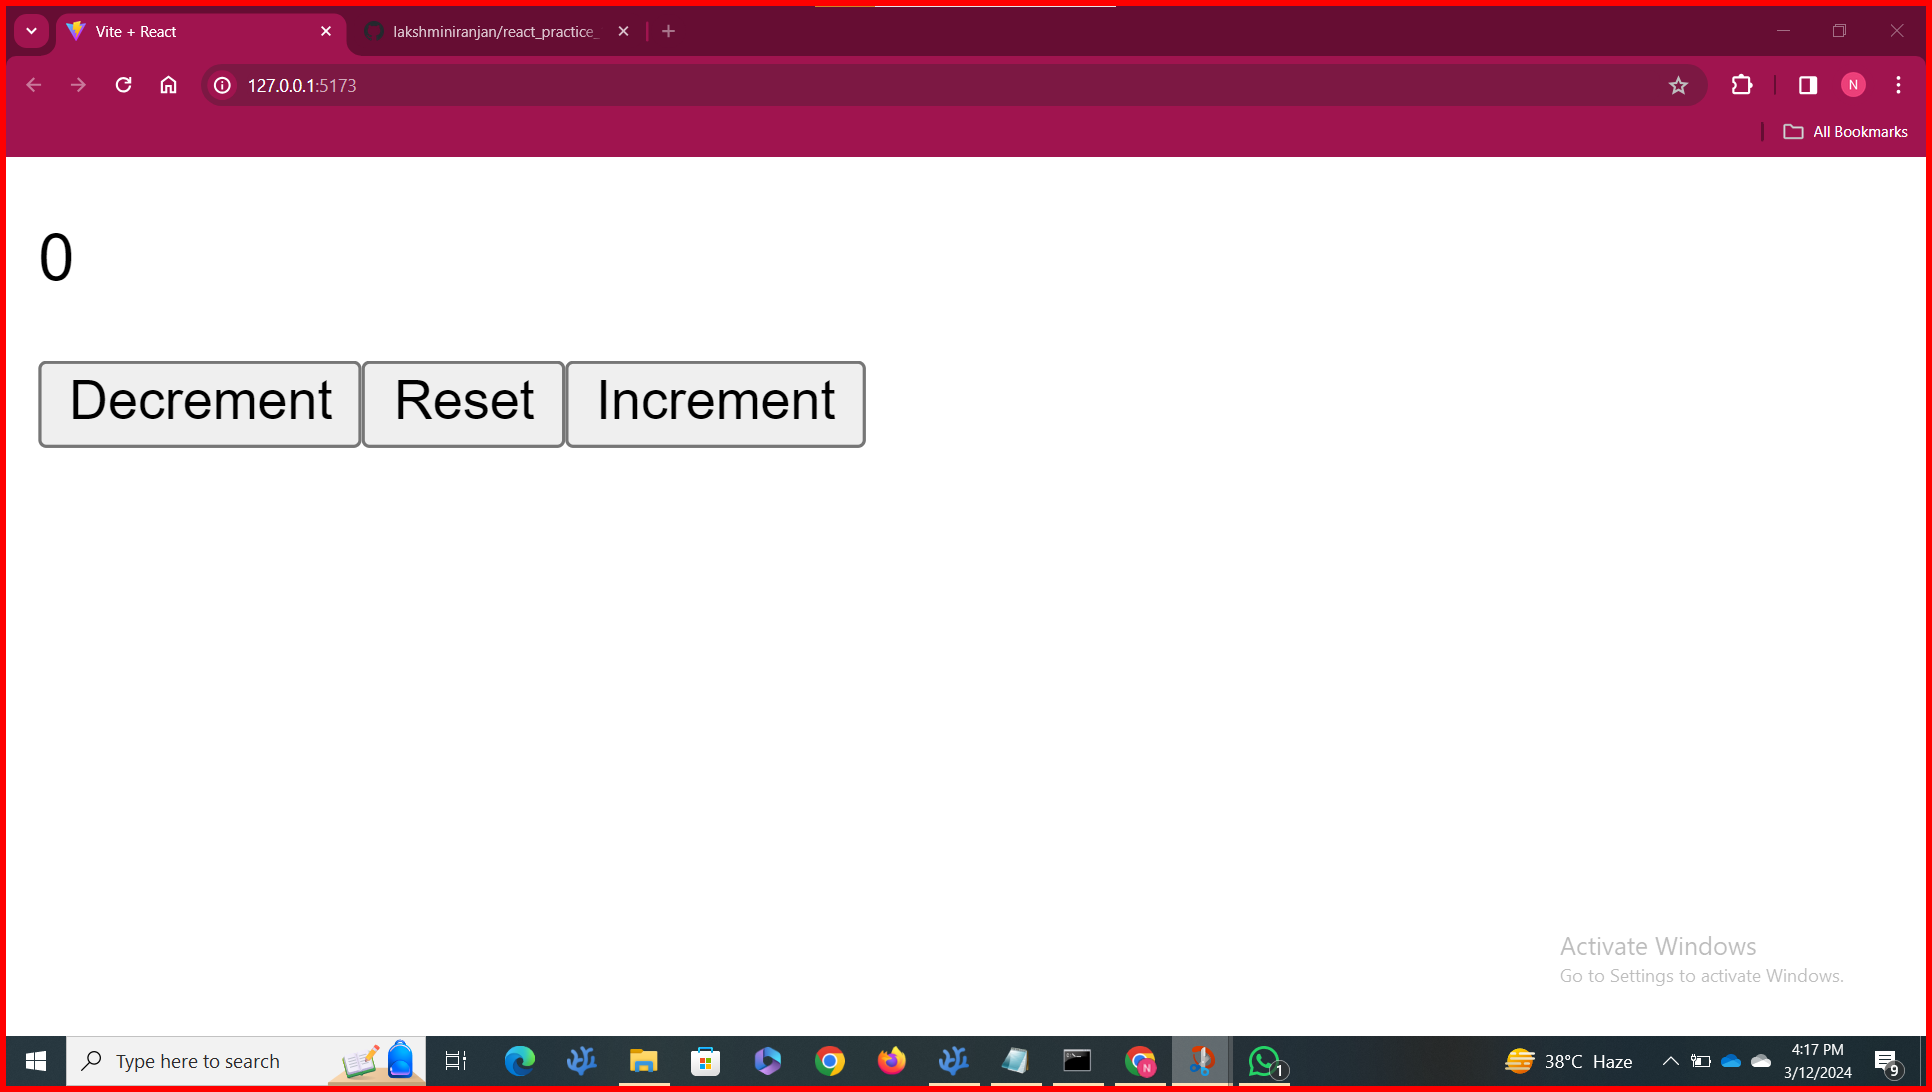 Vite + React
lakshminiranjan/react_practice_
127.0.0.1:5173
N
All Bookmarks
0
Decrement
Reset
Increment
Activate Windows
Go to Settings to activate Windows.
Type here to search
N
1
38°C Haze
4:17 PM
3/12/2024
9